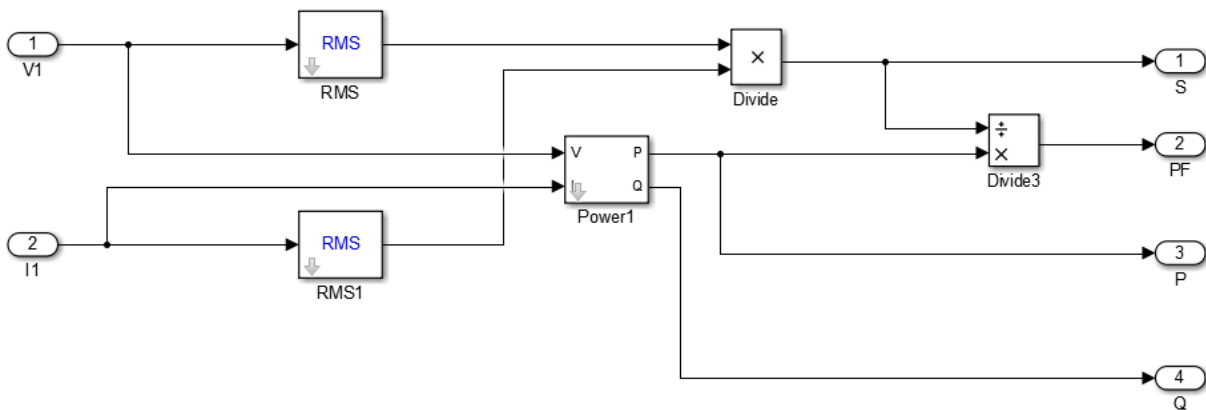 1
V1
RMS
RMS
×
Divide
1
S
÷
×
Divide3
2
PF
V P
I Q
Power1
2
I1
RMS
RMS1
3
P
4
Q